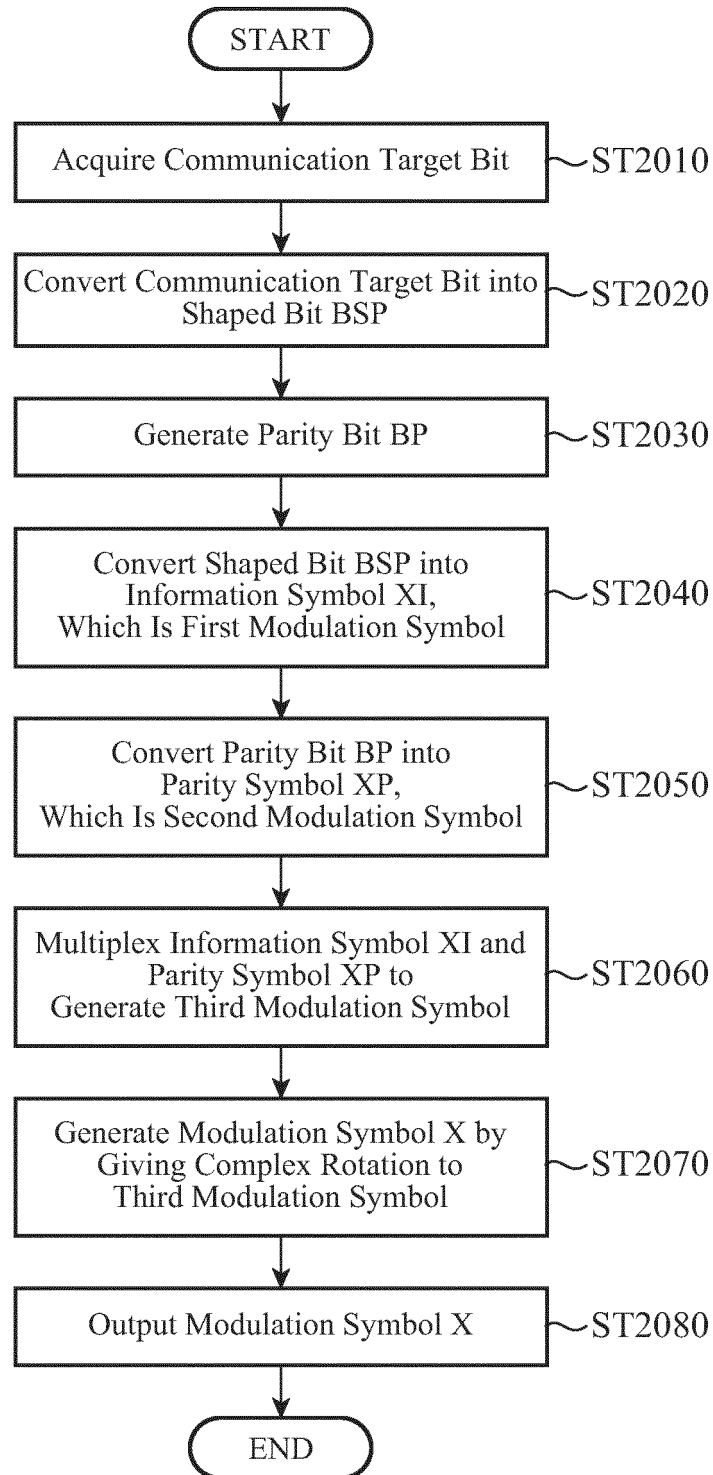 START
Acquire Communication Target Bit
ST2010
Convert Communication Target Bit into
Shaped Bit BSP
ST2020
Generate Parity Bit BP
ST2030
Convert Shaped Bit BSP into
Information Symbol XI,
Which Is First Modulation Symbol
ST2040
Convert Parity Bit BP into
Parity Symbol XP,
Which Is Second Modulation Symbol
ST2050
Multiplex Information Symbol XI and
Parity Symbol XP to
Generate Third Modulation Symbol
ST2060
Generate Modulation Symbol X by
Giving Complex Rotation to
Third Modulation Symbol
ST2070
Output Modulation Symbol X
ST2080
END